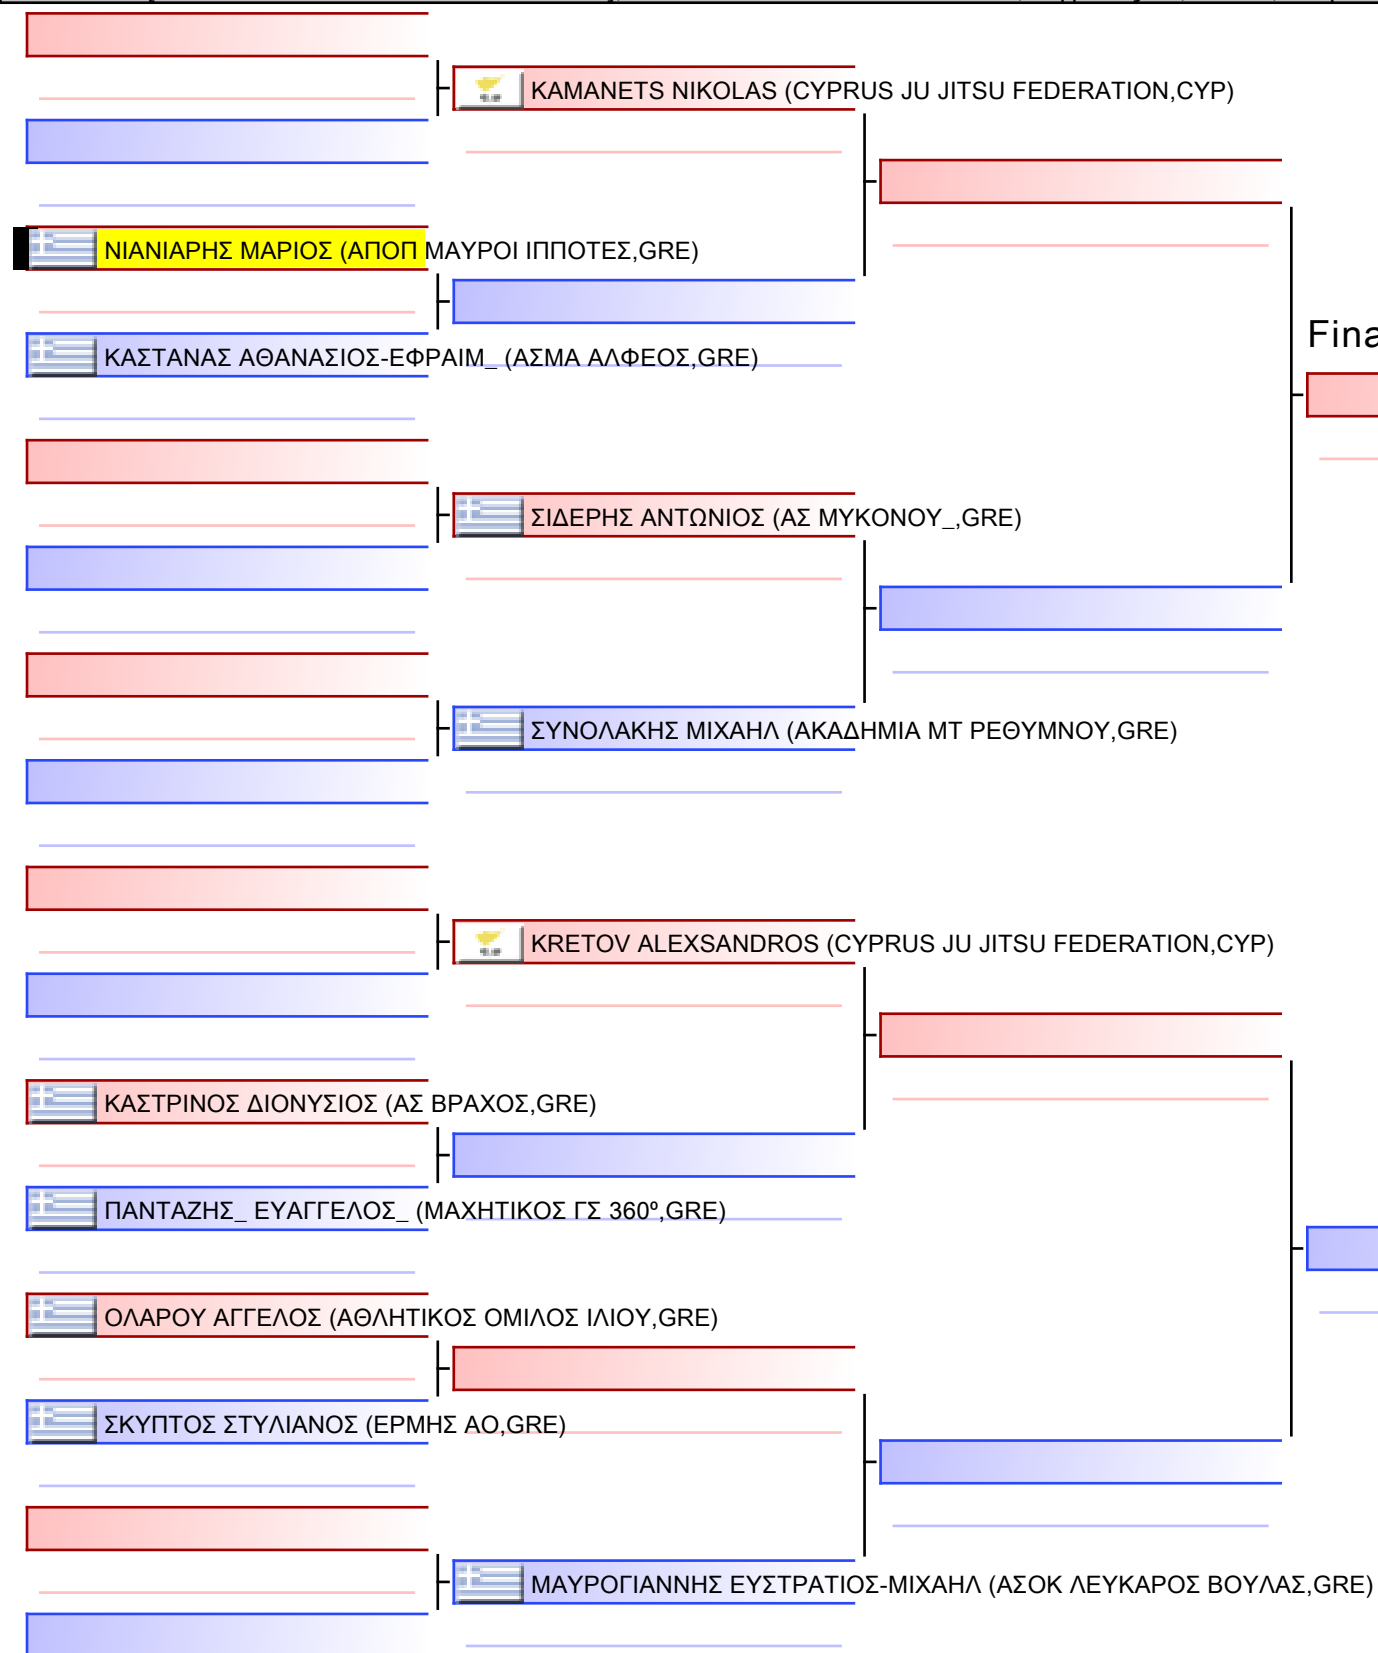 KAMANETS NIKOLAS (CYPRUS JU JITSU FEDERATION,CYP)
ΝΙΑΝΙΑΡΗΣ ΜΑΡΙΟΣ (ΑΠΟΠ ΜΑΥΡΟΙ ΙΠΠΟΤΕΣ,GRE)
ΚΑΣΤΑΝΑΣ ΑΘΑΝΑΣΙΟΣ-ΕΦΡΑΙΜ_ (ΑΣΜΑ ΑΛΦΕΟΣ,GRE)
Fina
ΣΙΔΕΡΗΣ ΑΝΤΩΝΙΟΣ (ΑΣ ΜΥΚΟΝΟΥ_,GRE)
ΣΥΝΟΛΑΚΗΣ ΜΙΧΑΗΛ (ΑΚΑΔΗΜΙΑ ΜΤ ΡΕΘΥΜΝΟΥ,GRE)
KRETOV ALEXSANDROS (CYPRUS JU JITSU FEDERATION,CYP)
ΚΑΣΤΡΙΝΟΣ ΔΙΟΝΥΣΙΟΣ (ΑΣ ΒΡΑΧΟΣ,GRE)
ΠΑΝΤΑΖΗΣ_ ΕΥΑΓΓΕΛΟΣ_ (ΜΑΧΗΤΙΚΟΣ ΓΣ 360º,GRE)
ΟΛΑΡΟΥ ΑΓΓΕΛΟΣ (ΑΘΛΗΤΙΚΟΣ ΟΜΙΛΟΣ ΙΛΙΟΥ,GRE)
ΣΚΥΠΤΟΣ ΣΤΥΛΙΑΝΟΣ (ΕΡΜΗΣ ΑΟ,GRE)
ΜΑΥΡΟΓΙΑΝΝΗΣ ΕΥΣΤΡΑΤΙΟΣ-ΜΙΧΑΗΛ (ΑΣΟΚ ΛΕΥΚΑΡΟΣ ΒΟΥΛΑΣ,GRE)